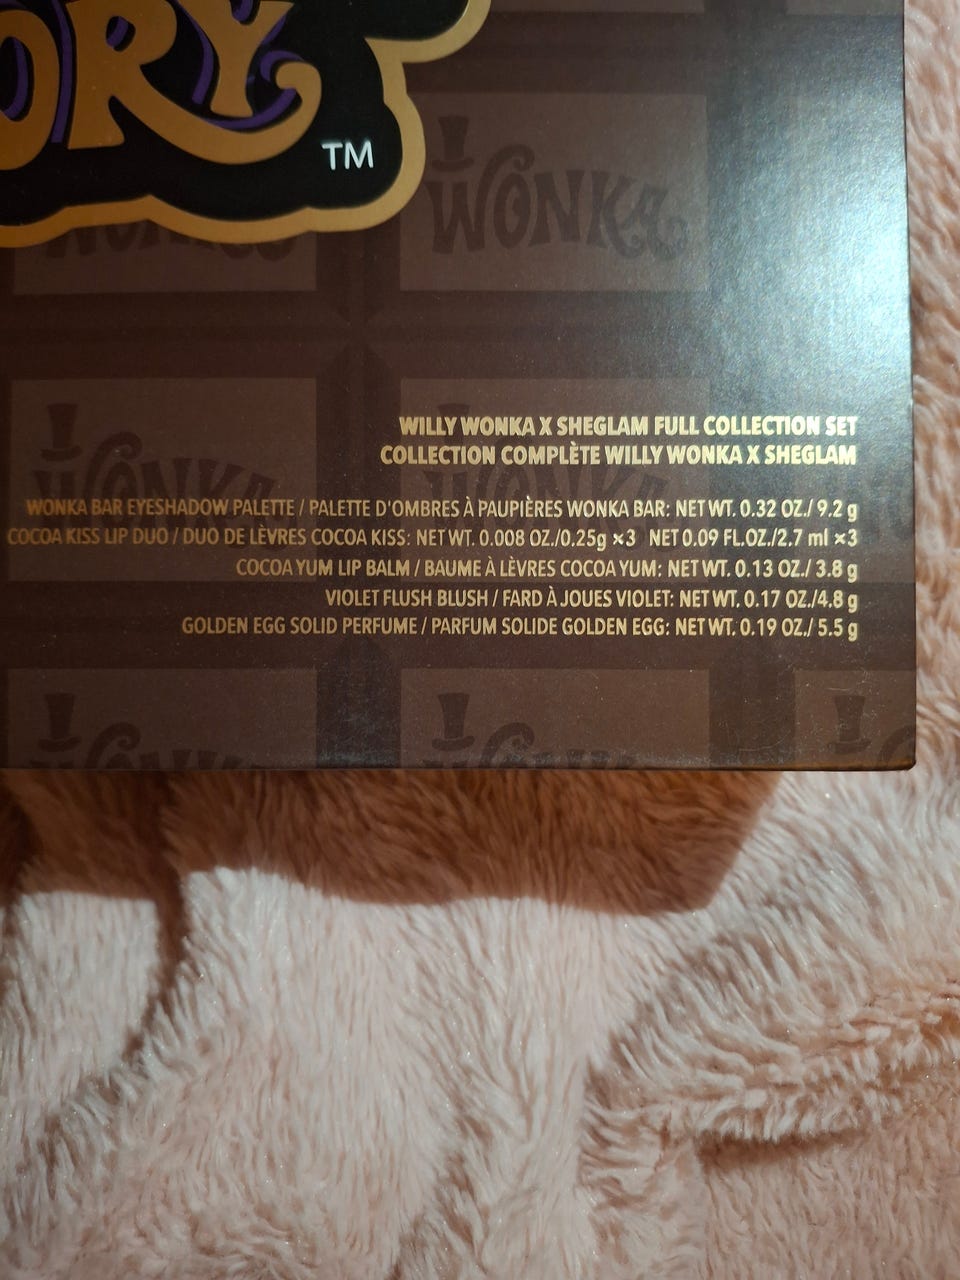 ORY
TM
WONKA
WONKA
WONKA
WONKA
WILLY WONKA X SHEGLAM FULL COLLECTION SET
COLLECTION COMPLÈTE WILLY WONKA X SHEGLAM
WONKA BAR EYESHADOW PALETTE / PALETTE D'OMBRES À PAUPIÈRES WONKA BAR: NET WT. 0.32 OZ./ 9.2 g
COCOA KISS LIP DUO / DUO DE LÈVRES COCOA KISS: NET WT. 0.008 OZ./0.25g ×3 NET 0.09 FL.OZ./2.7 ml ×3
COCOA YUM LIP BALM / BAUME À LÈVRES COCOA YUM: NET WT. 0.13 OZ./ 3.8 g
VIOLET FLUSH BLUSH / FARD À JOUES VIOLET: NET WT. 0.17 OZ./4.8 g
GOLDEN EGG SOLID PERFUME / PARFUM SOLIDE GOLDEN EGG: NET WT. 0.19 OZ./ 5.5 g